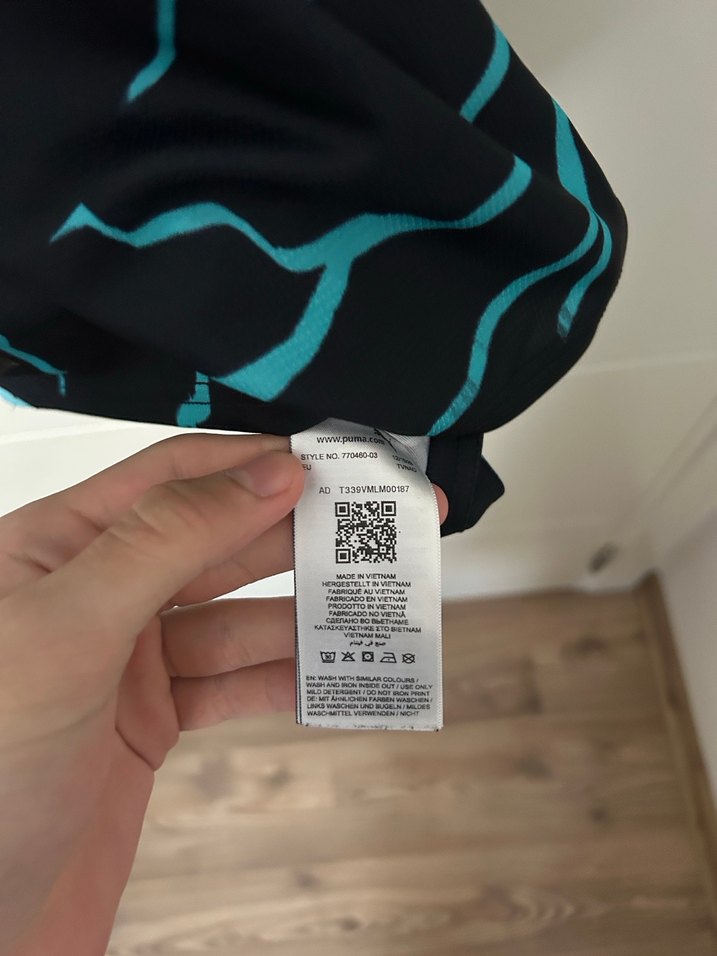 www.puma.com
STYLE NO. 770460-03
EU
AD T339VMLM00187
MADE IN VIETNAM
HERGESTELLT IN VIETNAM
FABRIQUÉ AU VIETNAM
FABRICADO EN VIETNAM
PRODOTTO IN VIETNAM
FABRICADO NO VIETNÃ
СДЕЛАНО ВО ВЬЕТНАМЕ
ΚΑΤΑΣΚΕΥΑΣΤΗΚΕ ΣΤΟ ΒΙΕΤΝΑΜ
VIETNAM MALI
صنع في فيتنام
EN: WASH WITH SIMILAR COLOURS /
WASH AND IRON INSIDE OUT / USE ONLY
MILD DETERGENT / DO NOT IRON PRINT
DE: MIT ÄHNLICHEN FARBEN WASCHEN /
LINKS WASCHEN UND BÜGELN / MILDES
WASCHMITTEL VERWENDEN / NICHT